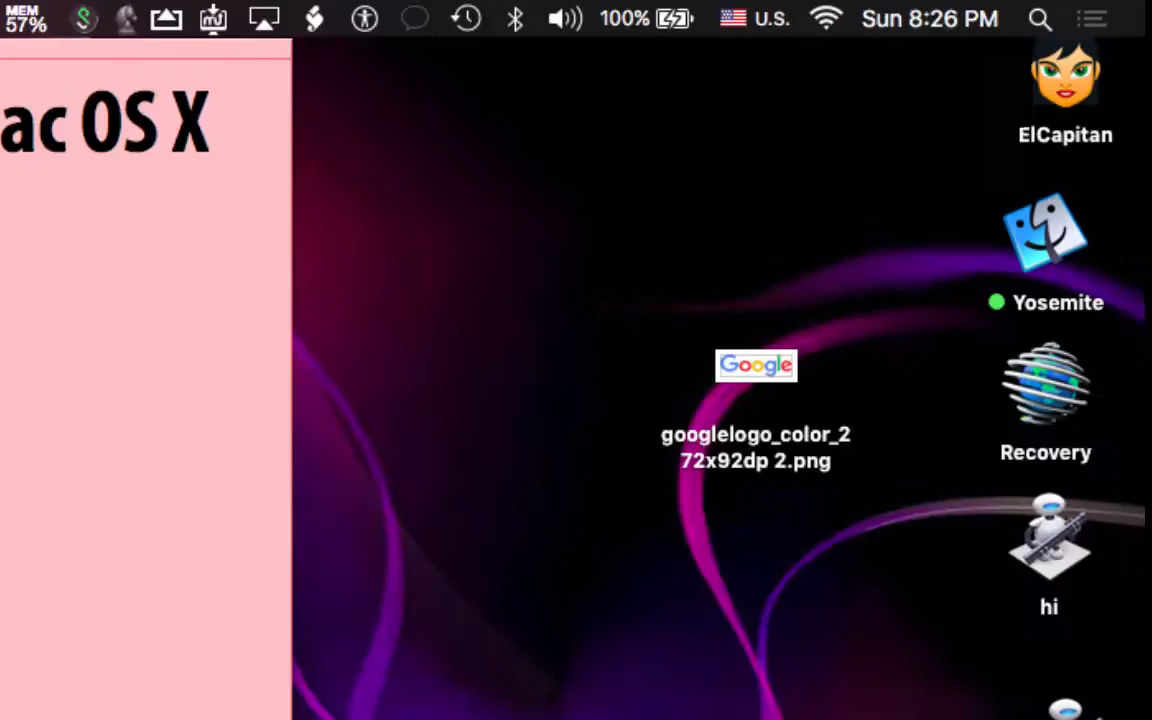 MEM
57%
100%
U.S.
Sun 8:26 PM
ac OS X
ElCapitan
Yosemite
Google
googlelogo_color_2
72x92dp 2.png
Recovery
hi